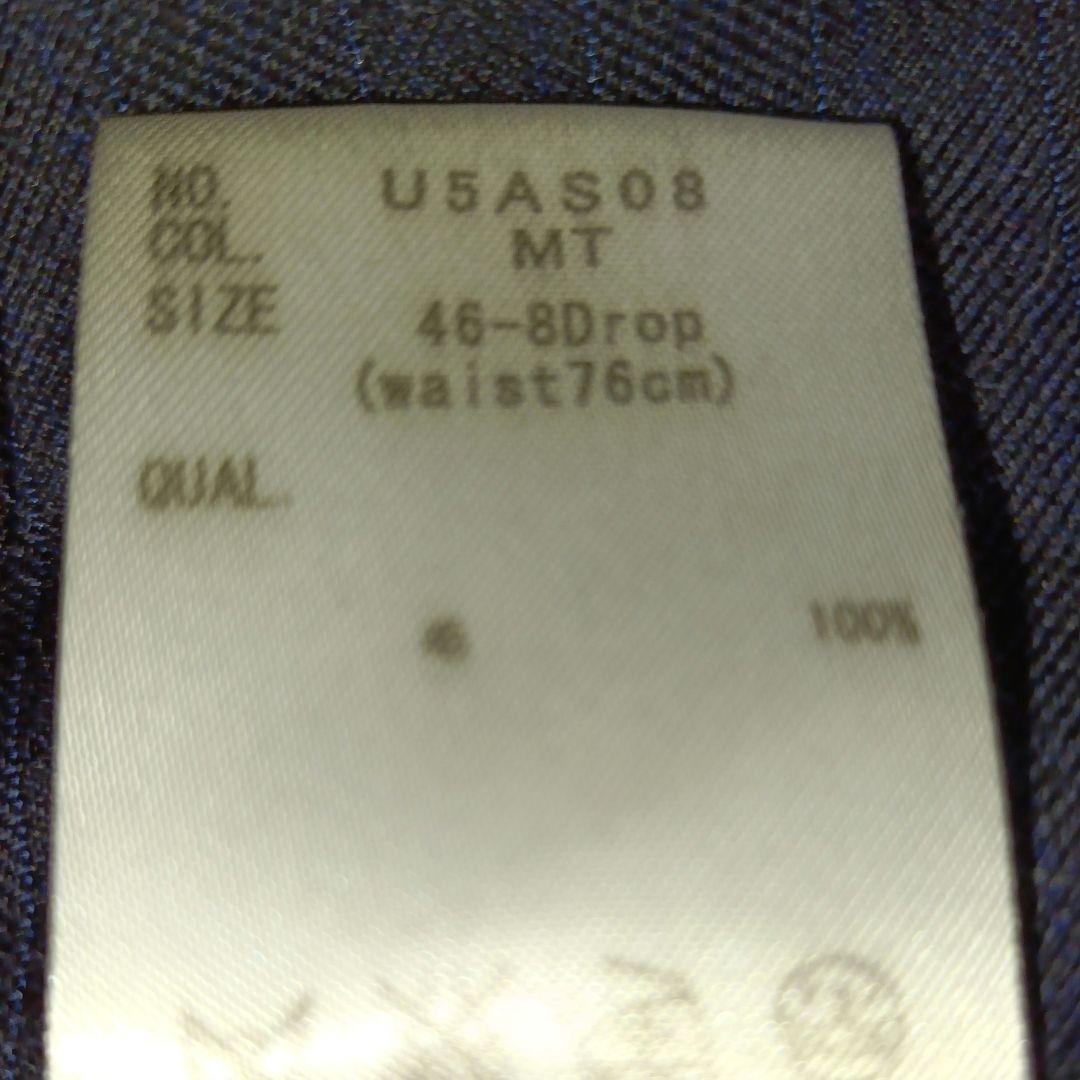 NO. U5AS08
COL. MT
SIZE 46-8Drop
(waist76cm)
QUAL.
100%